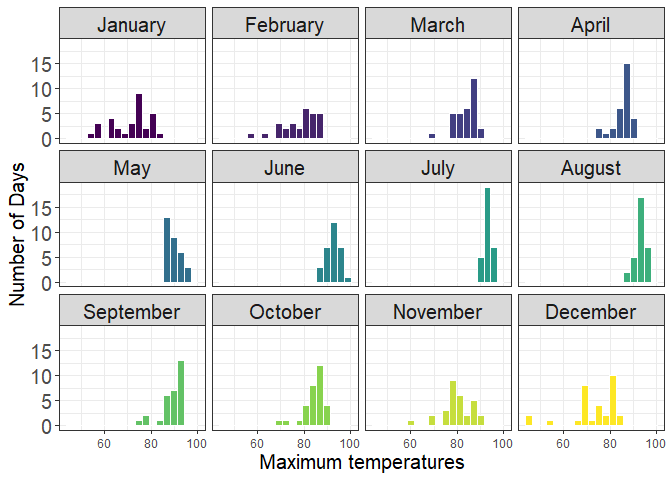 January February March April
15
10
5
0
May June July August
15
10
5
0
Number of Days
September October November December
15
10
5
0
60 80 100 60 80 100 60 80 100 60 80 100
Maximum temperatures